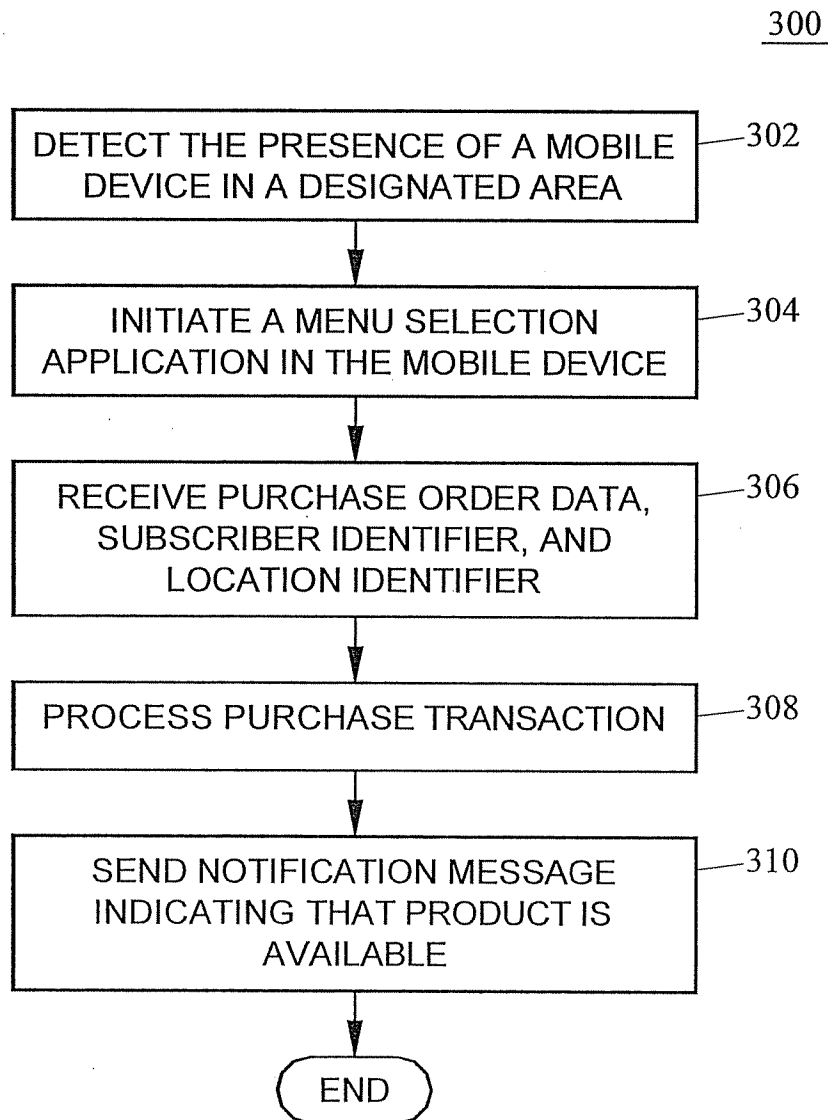 300
DETECT THE PRESENCE OF A MOBILE
DEVICE IN A DESIGNATED AREA
302
INITIATE A MENU SELECTION
APPLICATION IN THE MOBILE DEVICE
304
RECEIVE PURCHASE ORDER DATA,
SUBSCRIBER IDENTIFIER, AND
LOCATION IDENTIFIER
306
PROCESS PURCHASE TRANSACTION
308
SEND NOTIFICATION MESSAGE
INDICATING THAT PRODUCT IS
AVAILABLE
310
END